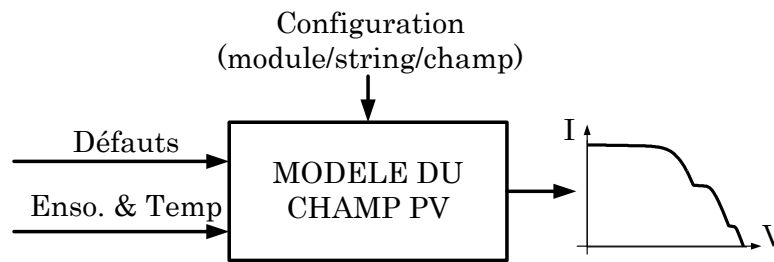 Configuration
(module/string/champ)
Défauts
Enso. & Temp
MODELE DU
CHAMP PV
I
V